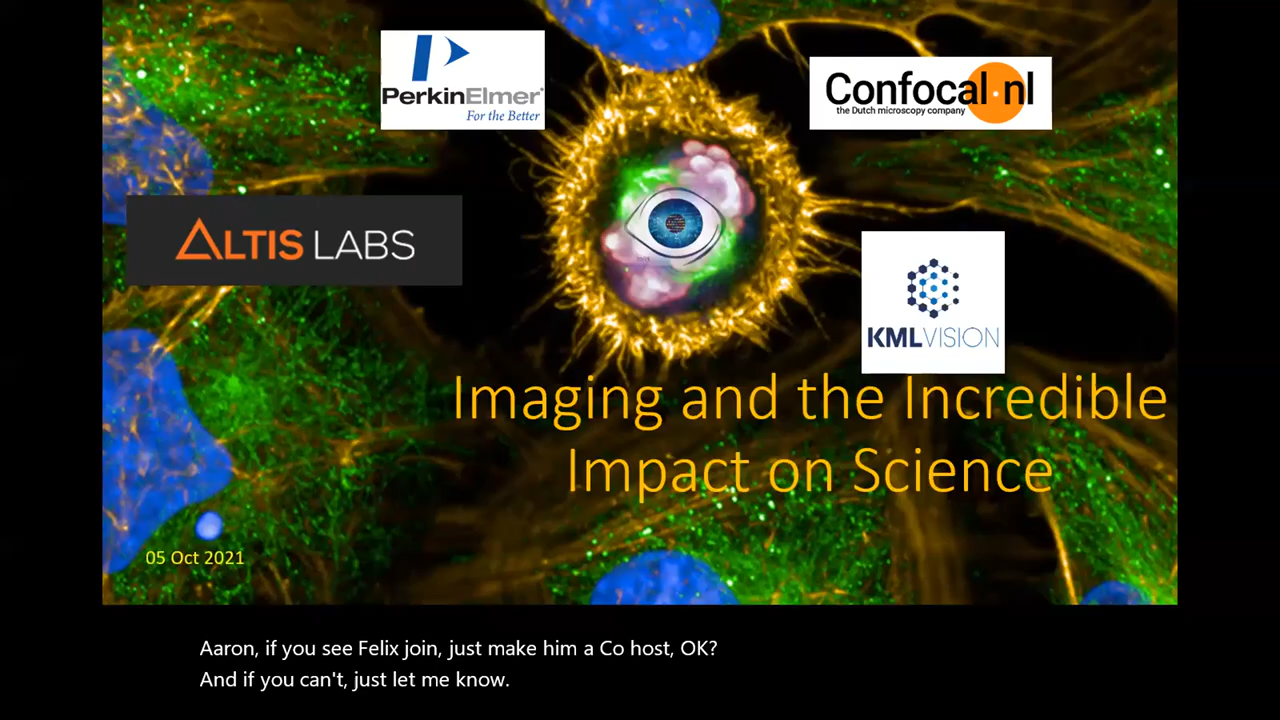 PerkinElmer
For the Better
Confocal.nl
the Dutch microscopy company
ALTIS LABS
KMLVISION
Imaging and the Incredible
Impact on Science
05 Oct 2021
Aaron, if you see Felix join, just make him a Co host, OK?
And if you can't, just let me know.